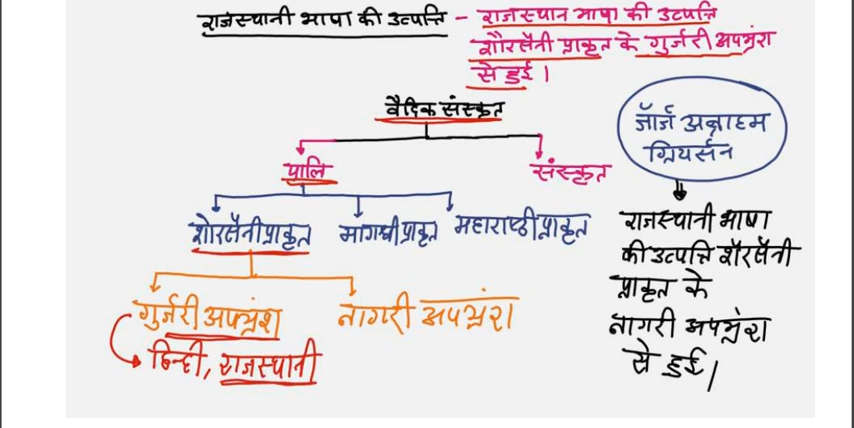 राजस्थानी भाषा की उत्पत्ति - राजस्थान भाषा की उत्पत्ति
शौरसैनी प्राकृत के गुर्जरी अपभ्रंश
से हुई।
वैदिक संस्कृत
पालि
संस्कृत
शौरसैनी प्राकृत
मागधी प्राकृत
महाराष्ठी प्राकृत
गुर्जरी अपभ्रंश
नागरी अपभ्रंश
हिन्दी, राजस्थानी
जॉर्ज अब्राहम
ग्रियर्सन
राजस्थानी भाषा
की उत्पत्ति शौरसैनी
प्राकृत के
नागरी अपभ्रंश
से हुई।